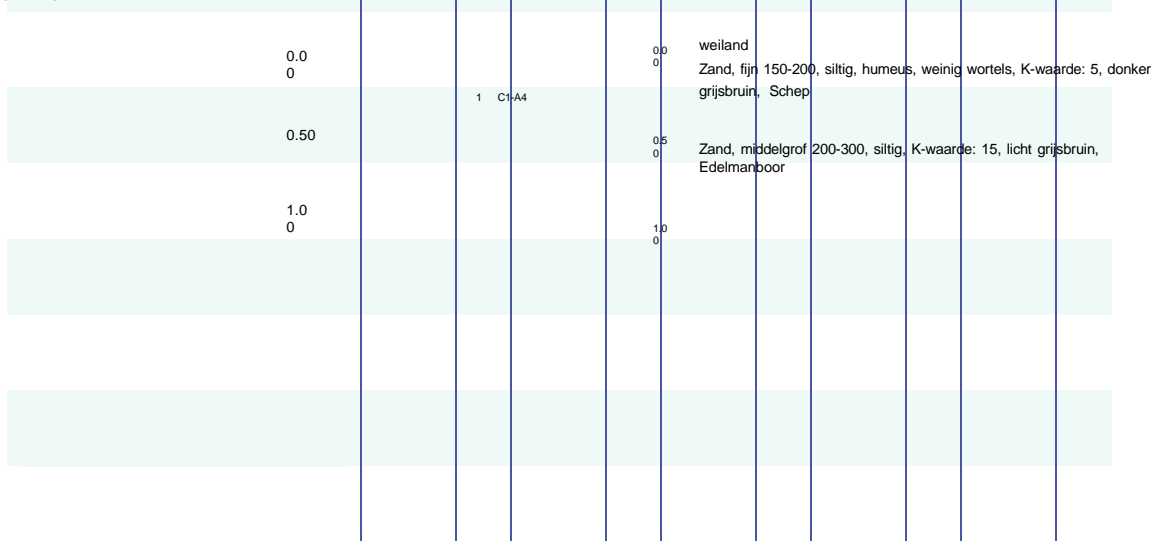 0.0
0
0.0
0
weiland
Zand, fijn 150-200, siltig, humeus, weinig wortels, K-waarde: 5, donker
grijsbruin, Schep
1 C1-A4
0.50
0.5
0
Zand, middelgrof 200-300, siltig, K-waarde: 15, licht grijsbruin,
Edelmanboor
1.0
0
1.0
0